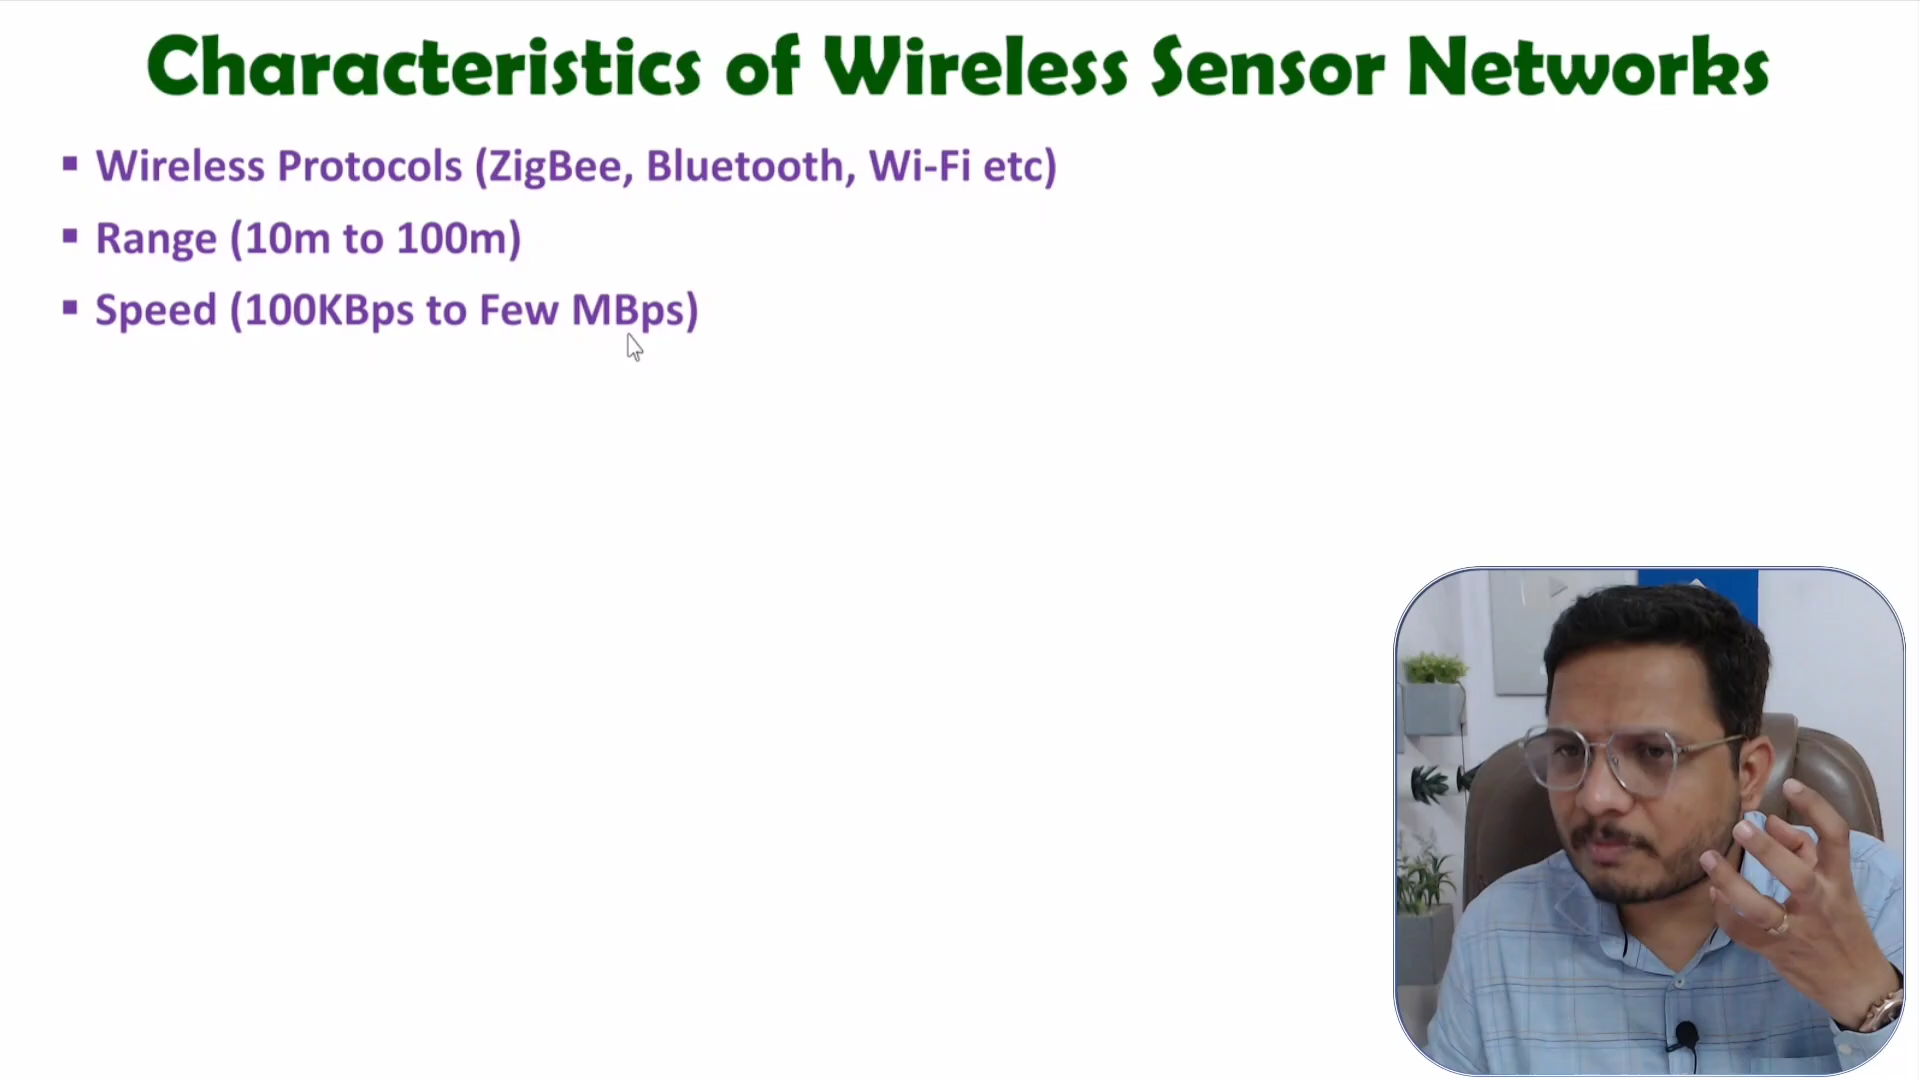 Characteristics of Wireless Sensor Networks
▪ Wireless Protocols (ZigBee, Bluetooth, Wi-Fi etc)
▪ Range (10m to 100m)
▪ Speed (100KBps to Few MBps)